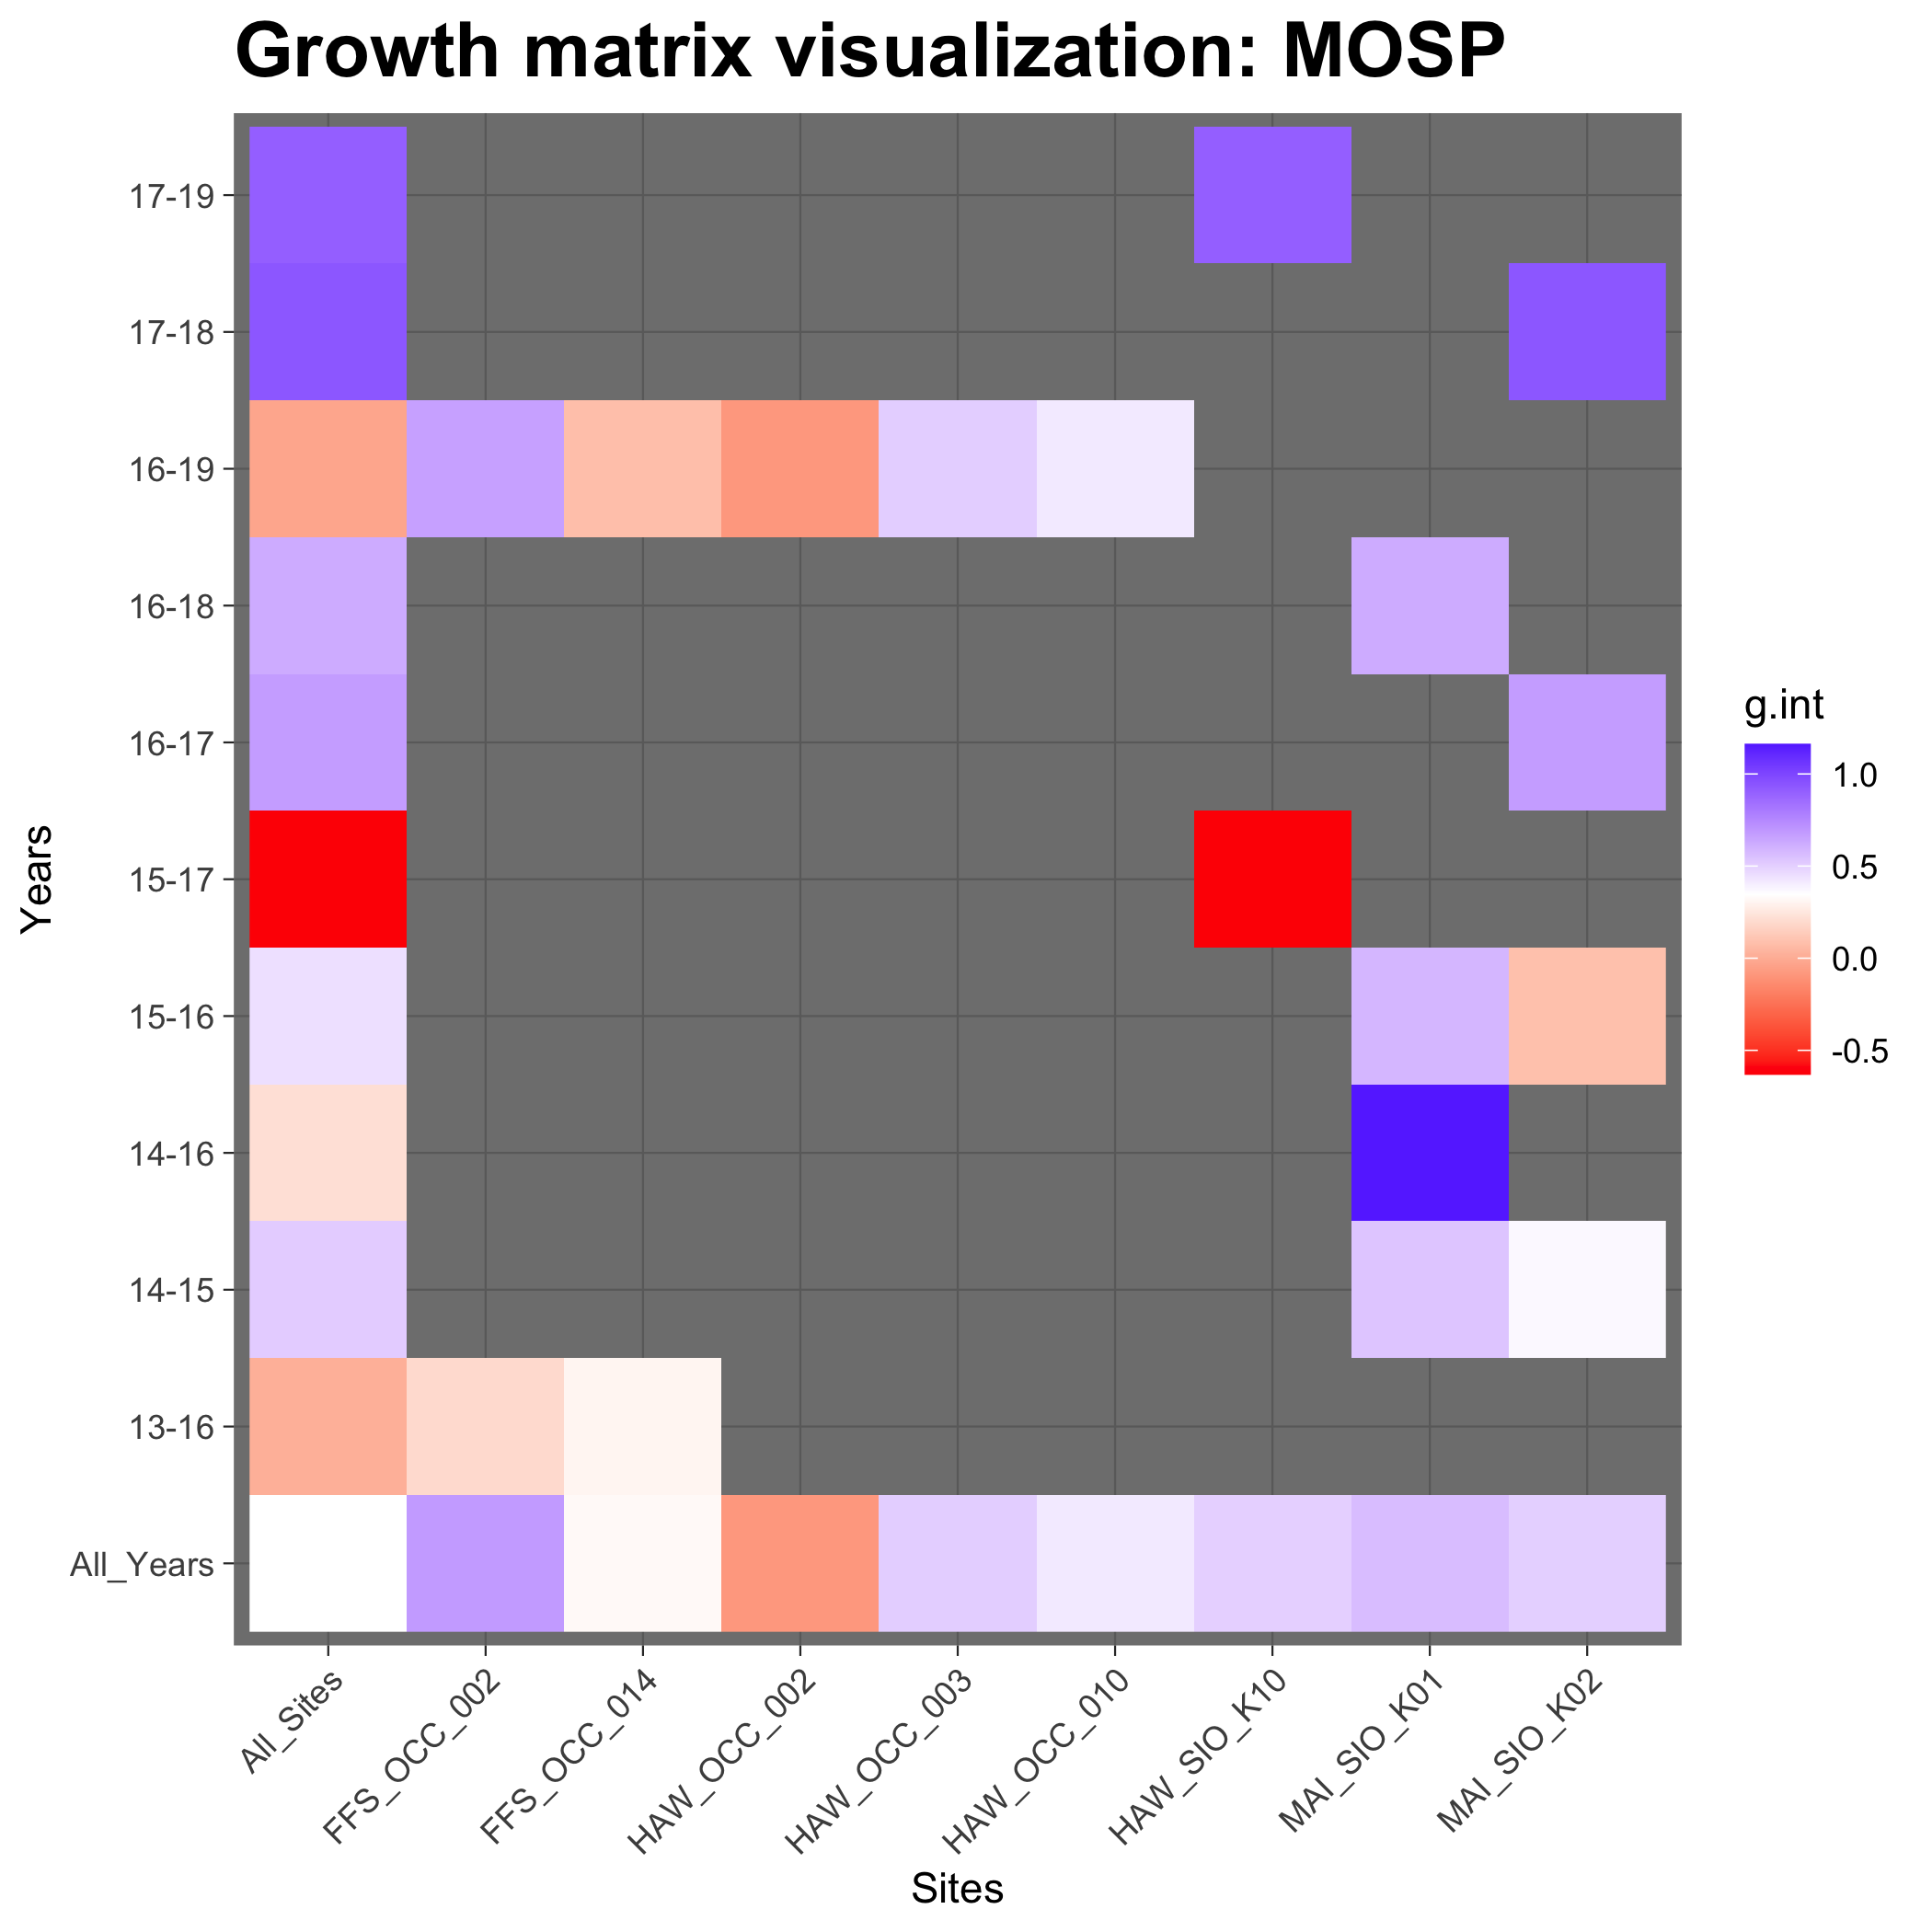 Growth matrix visualization: MOSP
17-19
17-18
16-19
16-18
16-17
15-17
15-16
14-16
14-15
13-16
All_Years
Years
g.int
1.0
0.5
0.0
-0.5
All_Sites
FFS_OCC_002
FFS_OCC_014
HAW_OCC_002
HAW_OCC_003
HAW_OCC_010
HAW_SIO_K10
MAI_SIO_K01
MAI_SIO_K02
Sites